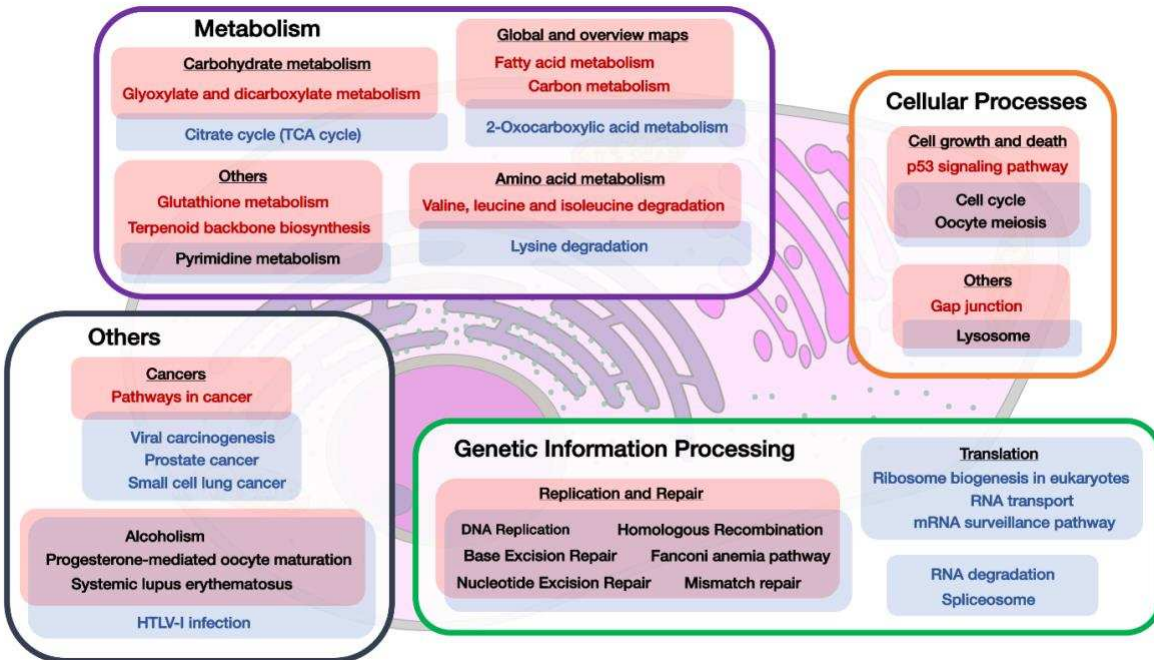 Metabolism
Carbohydrate metabolism
Glyoxylate and dicarboxylate metabolism
Citrate cycle (TCA cycle)
Global and overview maps
Fatty acid metabolism
Carbon metabolism
2-Oxocarboxylic acid metabolism
Others
Glutathione metabolism
Terpenoid backbone biosynthesis
Pyrimidine metabolism
Amino acid metabolism
Valine, leucine and isoleucine degradation
Lysine degradation
Cellular Processes
Cell growth and death
p53 signaling pathway
Cell cycle
Oocyte meiosis
Others
Gap junction
Lysosome
Others
Cancers
Pathways in cancer
Viral carcinogenesis
Prostate cancer
Small cell lung cancer
Alcoholism
Progesterone-mediated oocyte maturation
Systemic lupus erythematosus
HTLV-I infection
Genetic Information Processing
Replication and Repair
DNA Replication Homologous Recombination
Base Excision Repair Fanconi anemia pathway
Nucleotide Excision Repair Mismatch repair
Translation
Ribosome biogenesis in eukaryotes
RNA transport
mRNA surveillance pathway
RNA degradation
Spliceosome